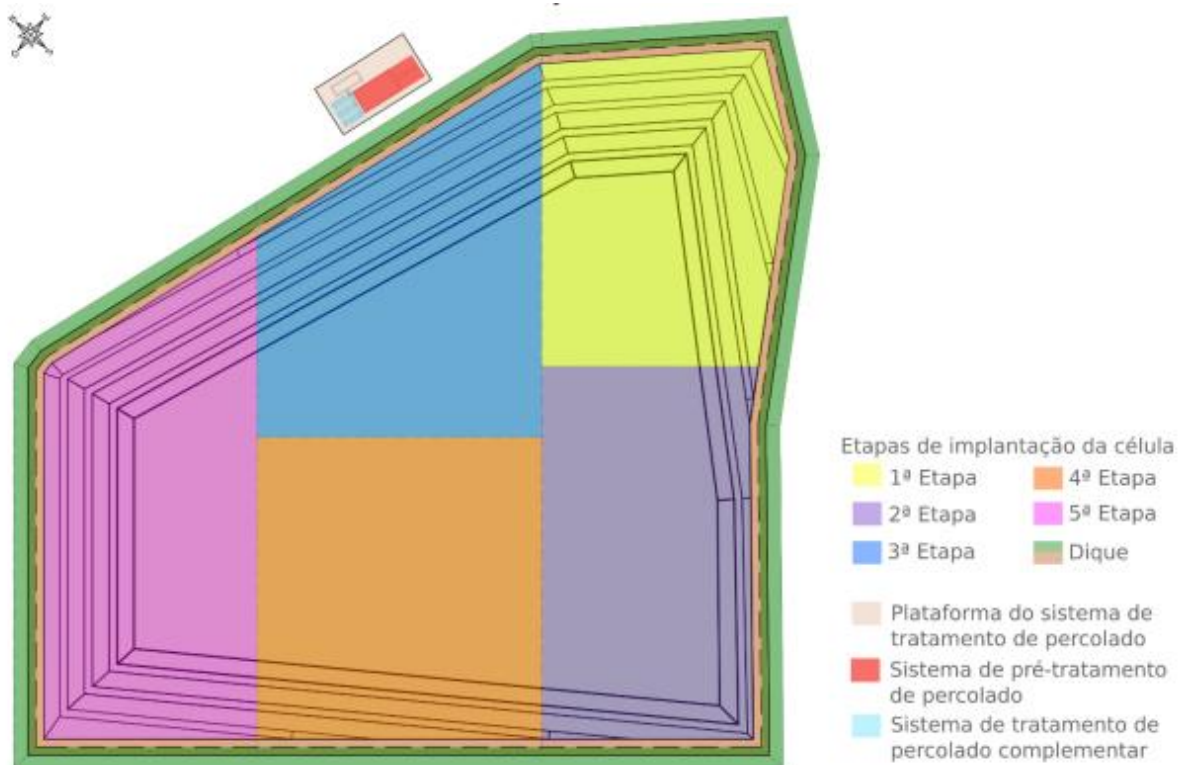 Etapas de implantação da célula
1ª Etapa
4ª Etapa
2ª Etapa
5ª Etapa
3ª Etapa
Dique
Plataforma do sistema de
tratamento de percolado
Sistema de pré-tratamento
de percolado
Sistema de tratamento de
percolado complementar